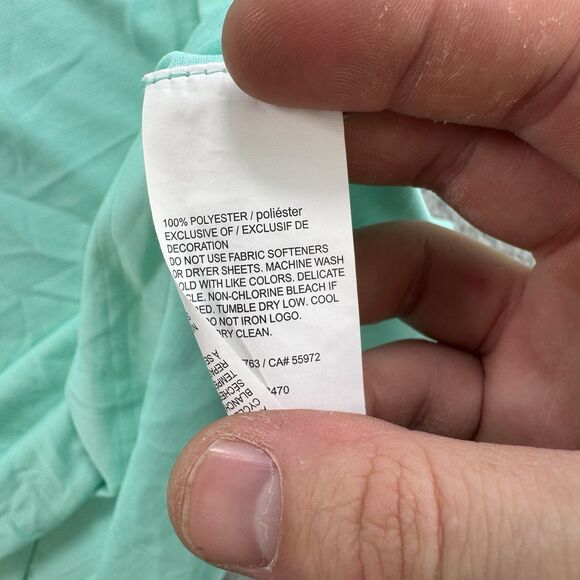 100% POLYESTER / poliéster
EXCLUSIVE OF / EXCLUSIF DE
DECORATION
DO NOT USE FABRIC SOFTENERS
OR DRYER SHEETS. MACHINE WASH
OLD WITH LIKE COLORS. DELICATE
CLE. NON-CHLORINE BLEACH IF
ED. TUMBLE DRY LOW. COOL
DO NOT IRON LOGO.
DRY CLEAN.
763 / CA# 55972
470